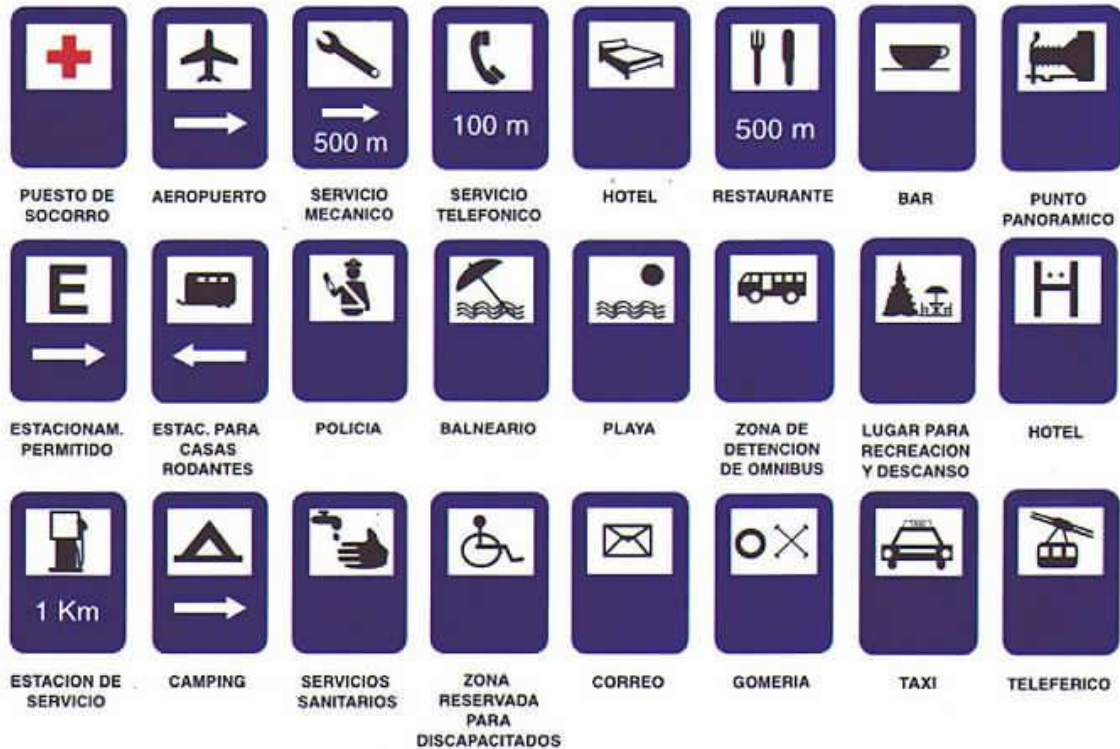 500 m
100 m
500 m
PUESTO DE
SOCORRO
AEROPUERTO
SERVICIO
MECANICO
SERVICIO
TELEFONICO
HOTEL
RESTAURANTE
BAR
PUNTO
PANORAMICO
E
H
ESTACIONAM.
PERMITIDO
ESTAC. PARA
CASAS
RODANTES
POLICIA
BALNEARIO
PLAYA
ZONA DE
DETENCION
DE OMNIBUS
LUGAR PARA
RECREACION
Y DESCANSO
HOTEL
1 Km
TAXI
ESTACION DE
SERVICIO
CAMPING
SERVICIOS
SANITARIOS
ZONA
RESERVADA
PARA
DISCAPACITADOS
CORREO
GOMERIA
TAXI
TELEFERICO